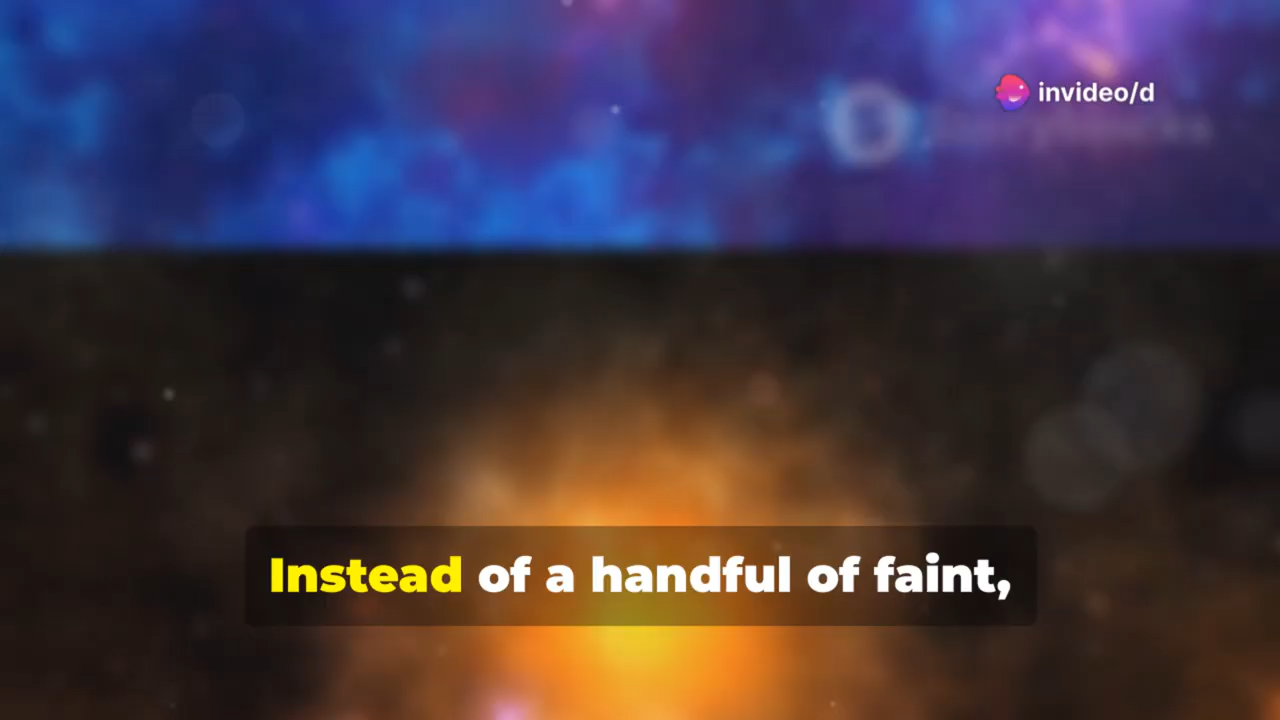 invideo/d
Instead of a handful of faint,